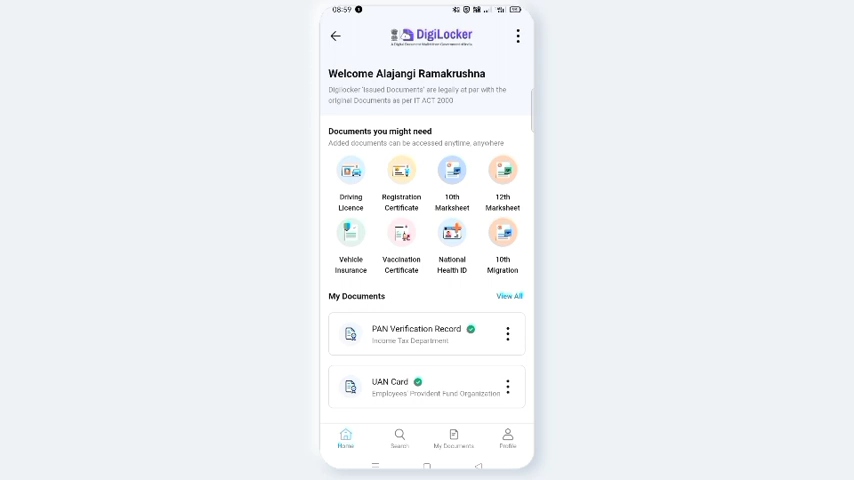 08:59
DigiLocker
Welcome Alajangi Ramakrushna
Digilocker 'Issued Documents' are legally at par with the
original Documents as per IT ACT 2000
Documents you might need
Added documents can be accessed anytime, anywhere
Driving Licence
Registration Certificate
10th Marksheet
12th Marksheet
Vehicle Insurance
Vaccination Certificate
National Health ID
10th Migration
My Documents
View All
PAN Verification Record
Income Tax Department
UAN Card
Employees' Provident Fund Organization
Home
Search
My Documents
Profile